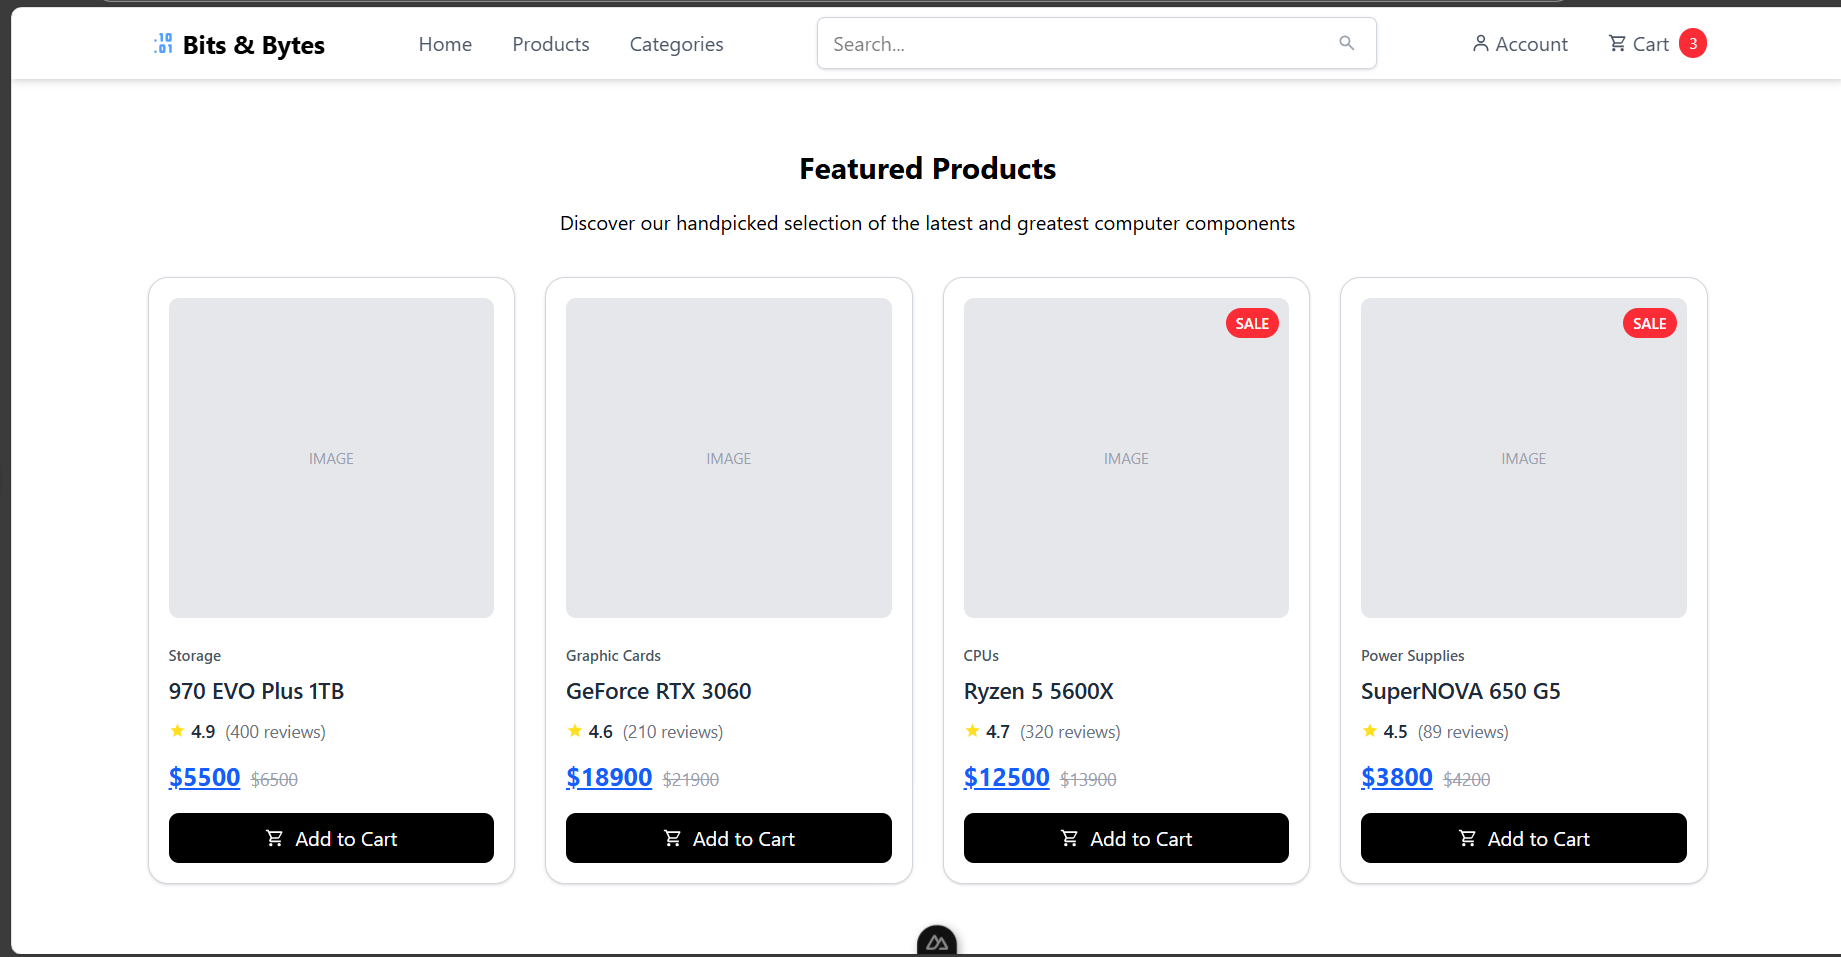 Bits & Bytes Home Products Categories Search... Account Cart 3
Featured Products
Discover our handpicked selection of the latest and greatest computer components
IMAGE
Storage
970 EVO Plus 1TB
4.9 (400 reviews)
$5500 $6500
Add to Cart
IMAGE
Graphic Cards
GeForce RTX 3060
4.6 (210 reviews)
$18900 $21900
Add to Cart
SALE
IMAGE
CPUs
Ryzen 5 5600X
4.7 (320 reviews)
$12500 $13900
Add to Cart
SALE
IMAGE
Power Supplies
SuperNOVA 650 G5
4.5 (89 reviews)
$3800 $4200
Add to Cart